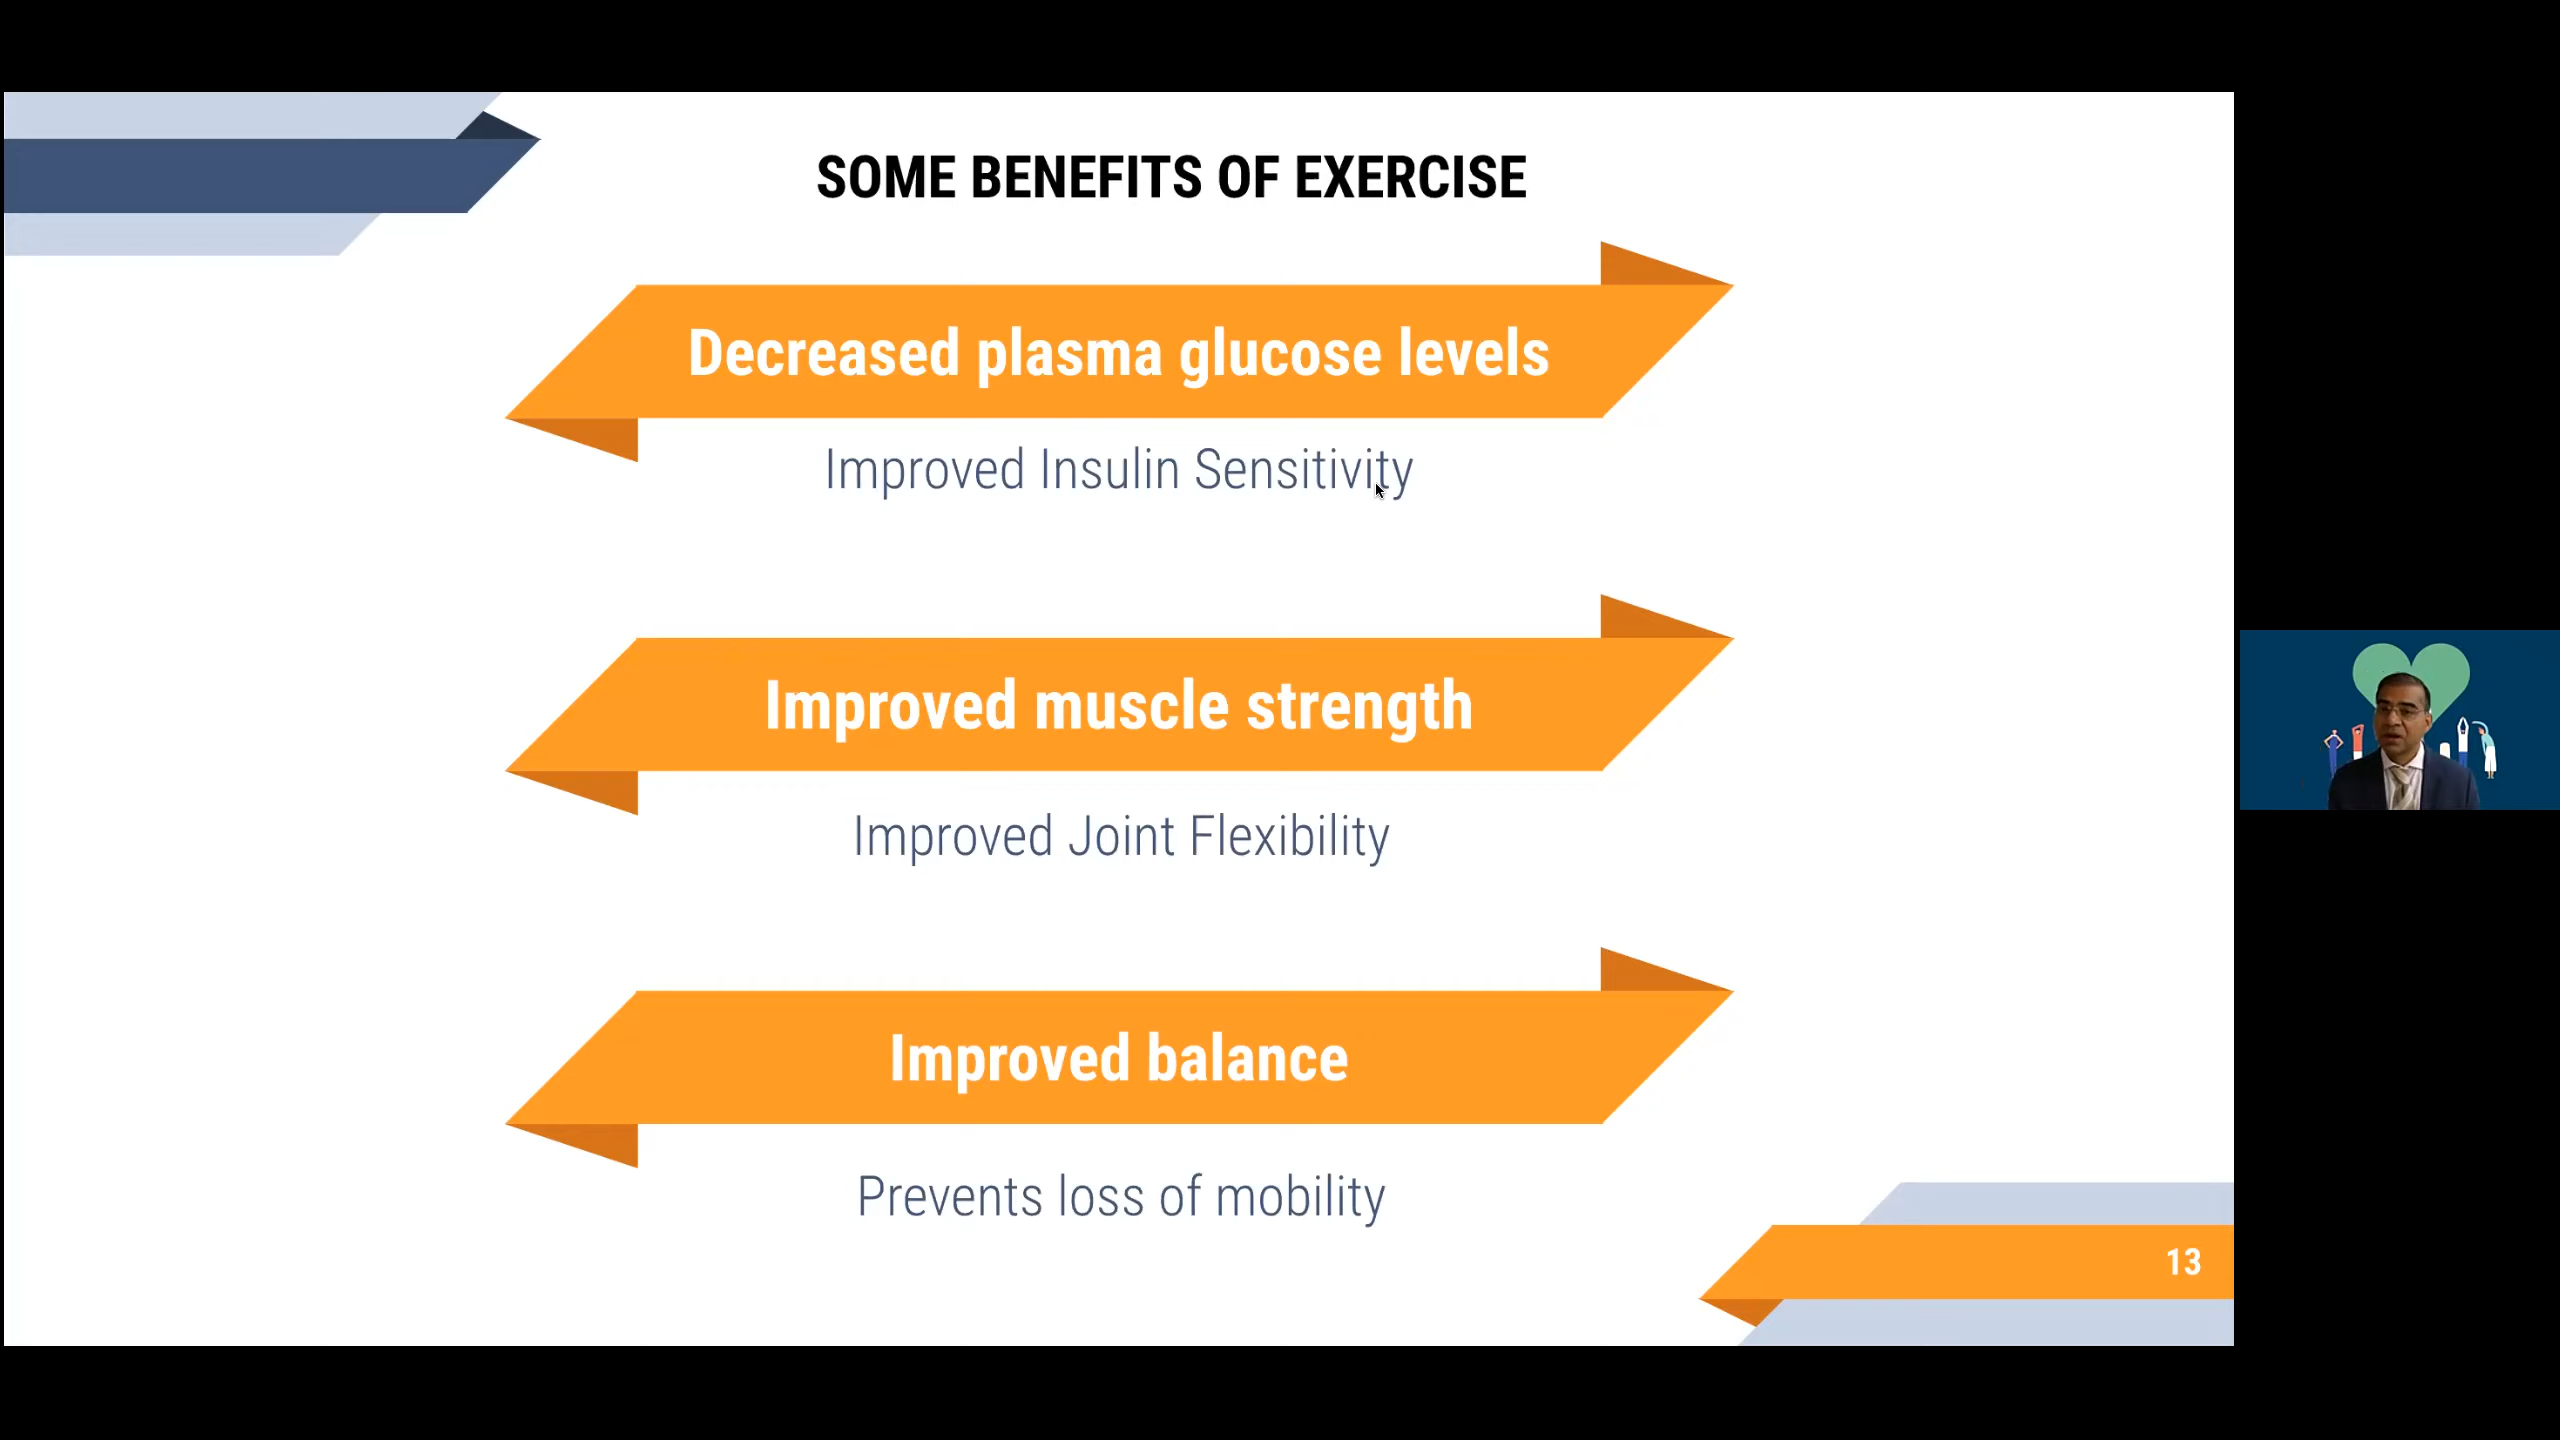 SOME BENEFITS OF EXERCISE
Decreased plasma glucose levels
Improved Insulin Sensitivity
Improved muscle strength
Improved Joint Flexibility
Improved balance
Prevents loss of mobility
13